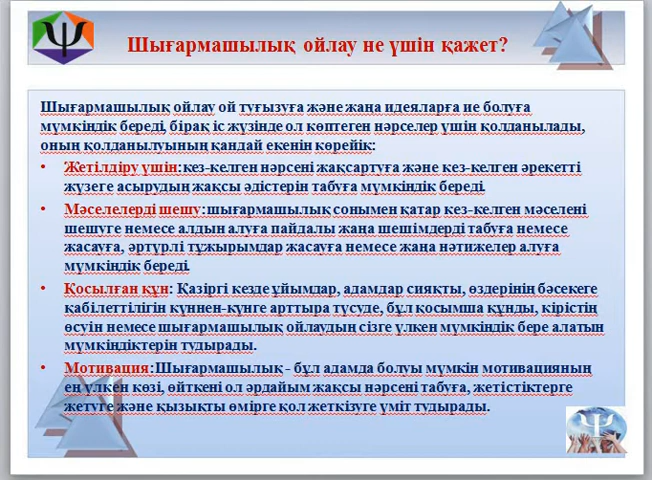 Шығармашылық ойлау не үшін қажет?
Шығармашылық ойлау ой туғызуға және жаңа идеяларға ие болуға
мүмкіндік береді, бірақ іс жүзінде ол көптеген нәрселер үшін қолданылады,
оның қолданылуының қандай екенін көрейік:
• Жетілдіру үшін:кез-келген нәрсені жақсартуға және кез-келген әрекетті
жүзеге асырудың жақсы әдістерін табуға мүмкіндік береді.
• Мәселелерді шешу:шығармашылық сонымен қатар кез-келген мәселені
шешуге немесе алдын алуға пайдалы жаңа шешімдерді табуға немесе
жасауға, әртүрлі тұжырымдар жасауға немесе жаңа нәтижелер алуға
мүмкіндік береді.
• Қосылған құн: Қазіргі кезде ұйымдар, адамдар сияқты, өздерінің бәсекеге
қабілеттілігін күннен-күнге арттыра түсуде, бұл қосымша құнды, кірістің
өсуін немесе шығармашылық ойлаудың сізге үлкен мүмкіндік бере алатын
мүмкіндіктерін тудырады.
• Мотивация:Шығармашылық - бұл адамда болуы мүмкін мотивацияның
ең үлкен көзі, өйткені ол әрдайым жақсы нәрсені табуға, жетістіктерге
жетуге және қызықты өмірге қол жеткізуге үміт тудырады.